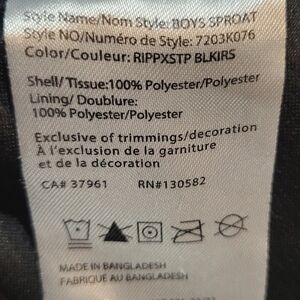 Style Name/Nom Style: BOYS SPROAT
Style NO/Numéro de Style: 7203K076
Color/Couleur: RIPPXSTP BLKIRS
Shell/Tissue:100% Polyester/Polyester
Lining/ Doublure:
100% Polyester/Polyester
Exclusive of trimmings/decoration
À l'exclusion de la garniture
et de la décoration
CA# 37961 RN#130582
MADE IN BANGLADESH
FABRIQUÉ AU BANGLADESH